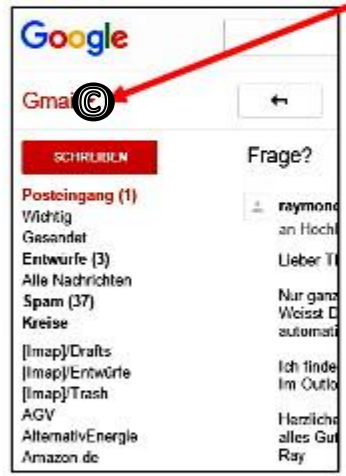 Google
Gmai ©
SCHREIBEN
Frage?
Posteingang (1)
Wichtig
Gesendet
Entwürfe (3)
Alle Nachrichten
Spam (37)
Kreise
[Imap]/Drafts
[Imap]/Entwürfe
[Imap]/Trash
AGV
AlternativEnergie
Amazon.de
raymond
an Hochl
Lieber T
Nur ganz
Weisst D
automati
Ich finde
Im Outlo
Herzliche
alles Gut
Ray